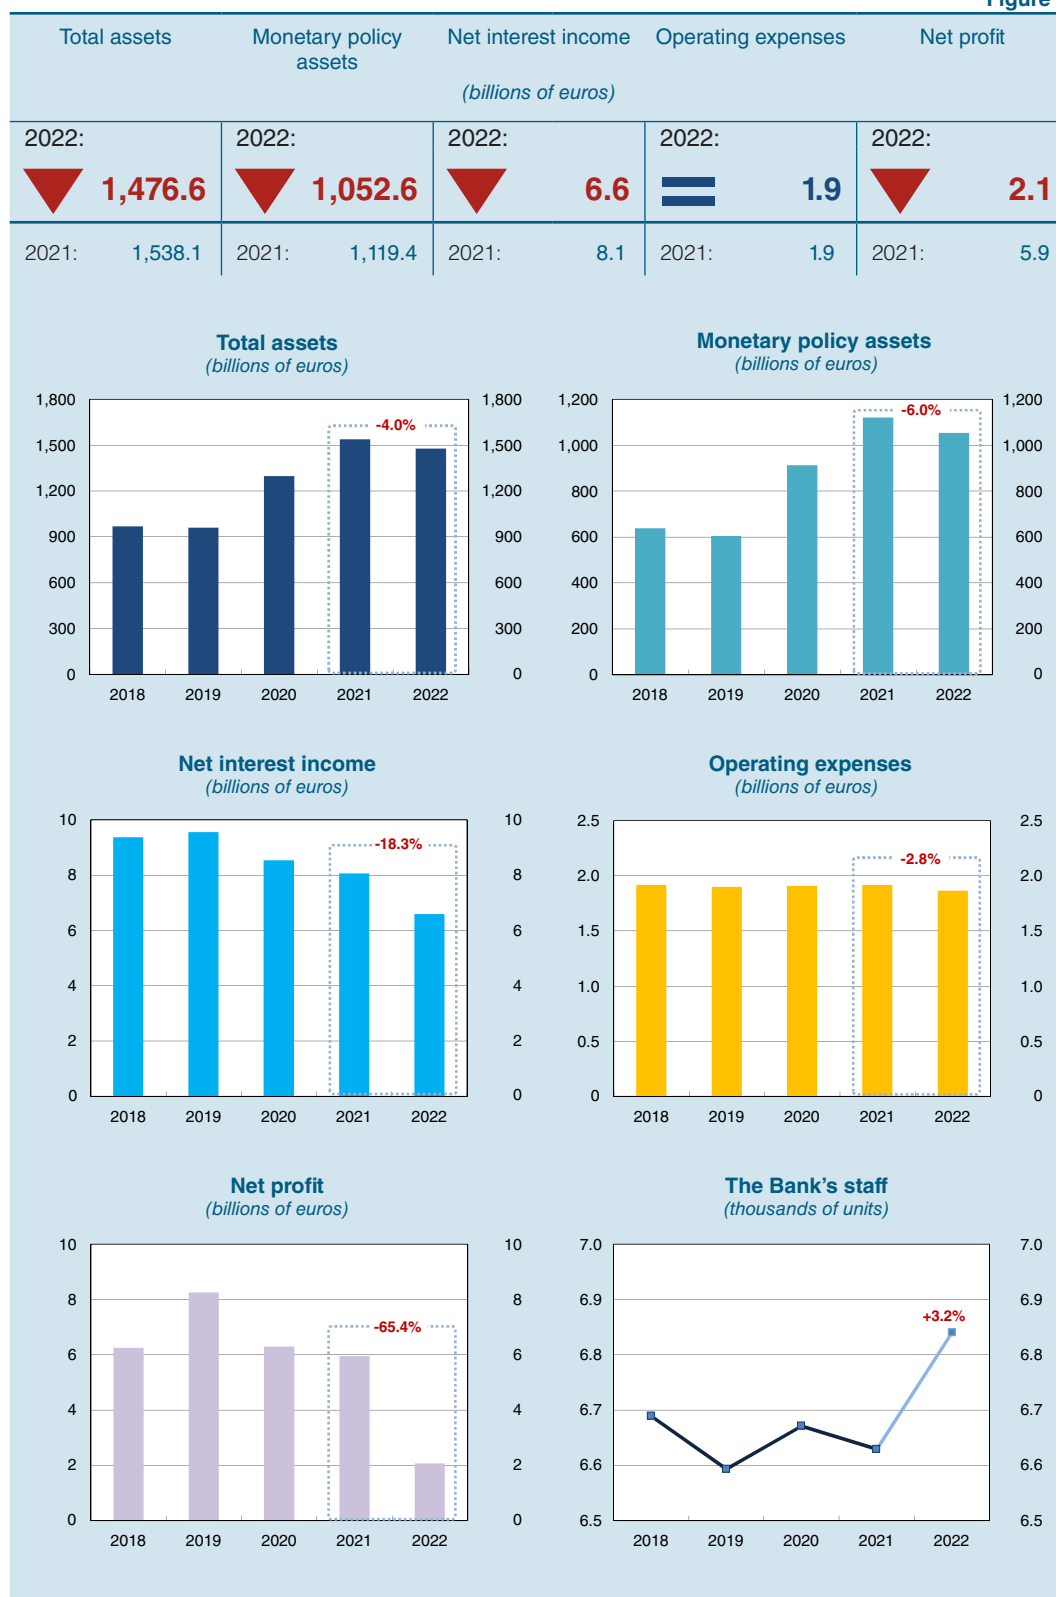 Figure
Total assets
Monetary policy
assets
Net interest income
Operating expenses
Net profit
(billions of euros)
2022: 2022: 2022: 2022: 2022:
1,476.6 1,052.6 6.6 1.9 2.1
2021: 1,538.1 2021: 1,119.4 2021: 8.1 2021: 1.9 2021: 5.9
Total assets
(billions of euros)
1,800 1,800
1,500 1,500
1,200 1,200
900 900
600 600
300 300
0 0
-4.0%
2018 2019 2020 2021 2022
Monetary policy assets
(billions of euros)
1,200 1,200
1,000 1,000
800 800
600 600
400 400
200 200
0 0
-6.0%
2018 2019 2020 2021 2022
Net interest income
(billions of euros)
10 10
8 8
6 6
4 4
2 2
0 0
-18.3%
2018 2019 2020 2021 2022
Operating expenses
(billions of euros)
2.5 2.5
2.0 2.0
1.5 1.5
1.0 1.0
0.5 0.5
0 0
-2.8%
2018 2019 2020 2021 2022
Net profit
(billions of euros)
10 10
8 8
6 6
4 4
2 2
0 0
-65.4%
2018 2019 2020 2021 2022
The Bank’s staff
(thousands of units)
7.0 7.0
6.9 6.9
6.8 6.8
6.7 6.7
6.6 6.6
6.5 6.5
+3.2%
2018 2019 2020 2021 2022